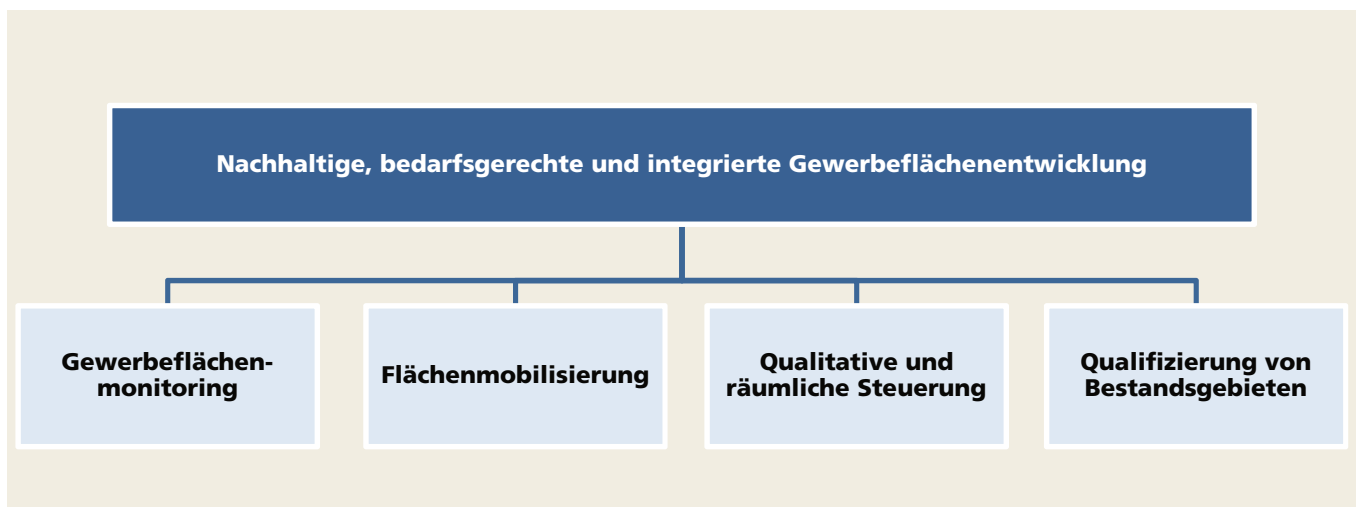 Nachhaltige, bedarfsgerechte und integrierte Gewerbeflächenentwicklung
Gewerbeflächen-
monitoring
Flächenmobilisierung
Qualitative und
räumliche Steuerung
Qualifizierung von
Bestandsgebieten